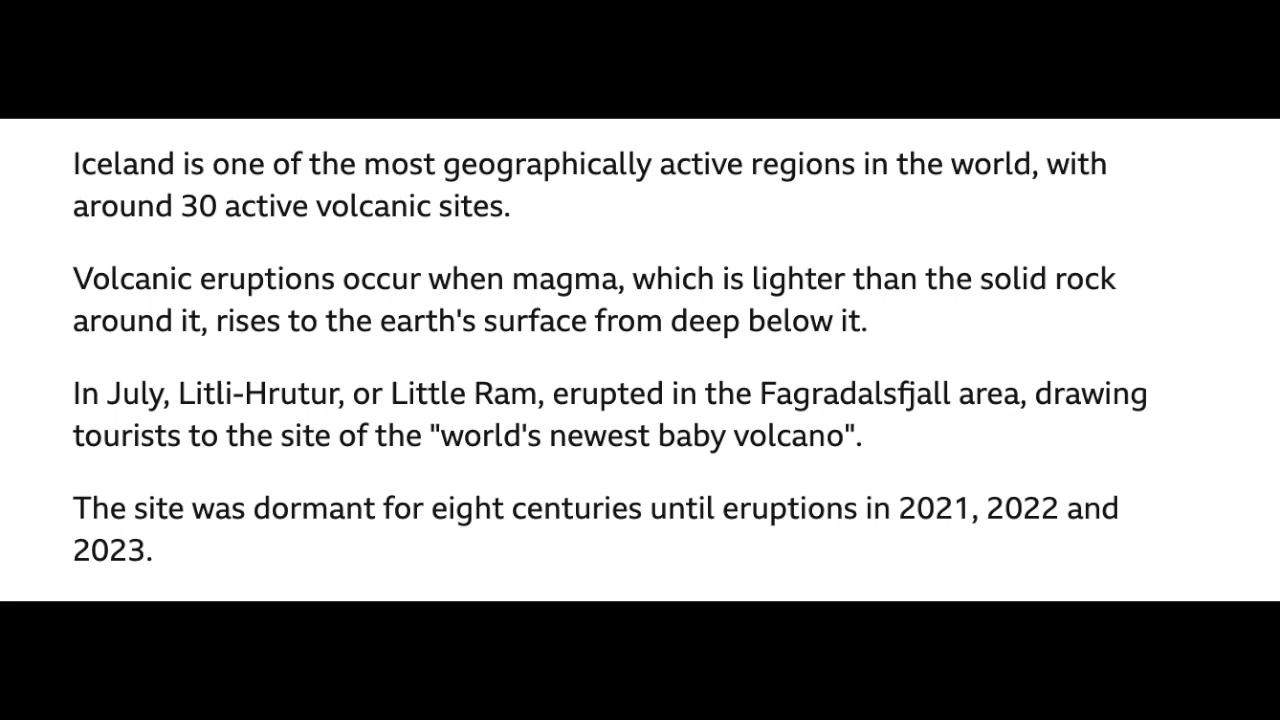 Iceland is one of the most geographically active regions in the world, with
around 30 active volcanic sites.
Volcanic eruptions occur when magma, which is lighter than the solid rock
around it, rises to the earth's surface from deep below it.
In July, Litli-Hrutur, or Little Ram, erupted in the Fagradalsfjall area, drawing
tourists to the site of the "world's newest baby volcano".
The site was dormant for eight centuries until eruptions in 2021, 2022 and
2023.